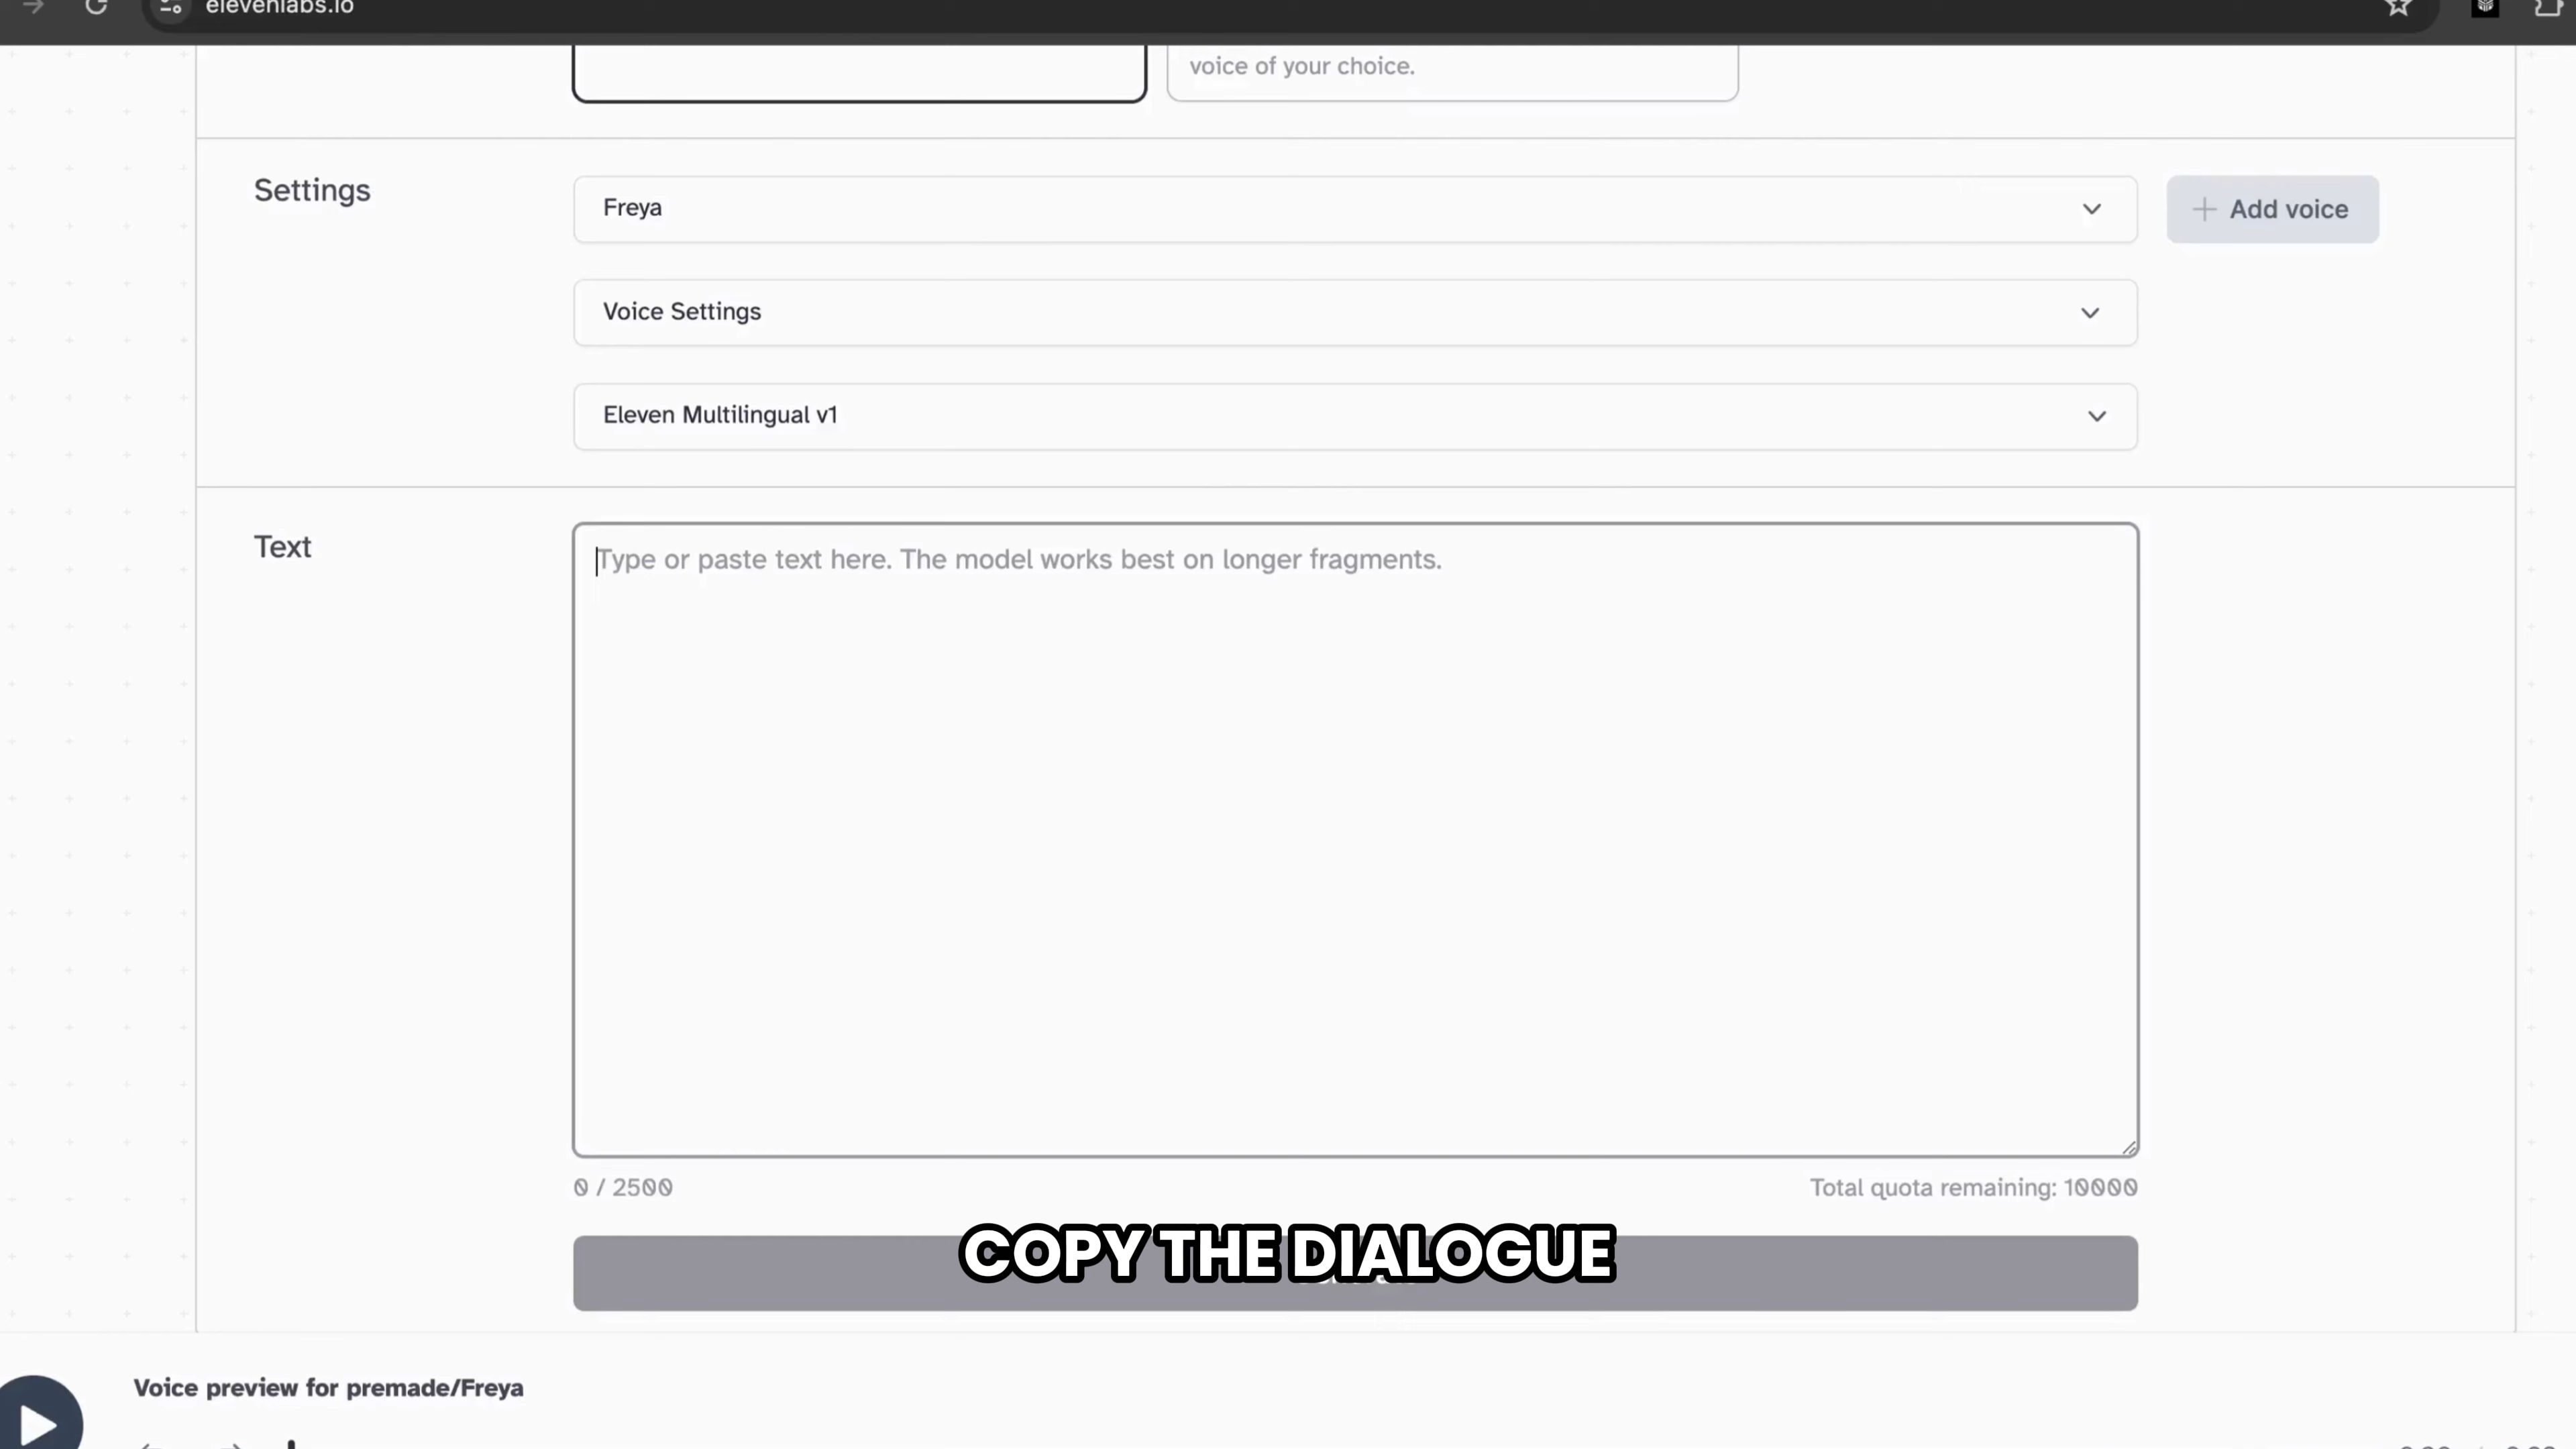 elevenlabs.io
voice of your choice.
Settings
Freya
+ Add voice
Voice Settings
Eleven Multilingual v1
Text
Type or paste text here. The model works best on longer fragments.
0 / 2500
Total quota remaining: 10000
COPY THE DIALOGUE
Voice preview for premade/Freya